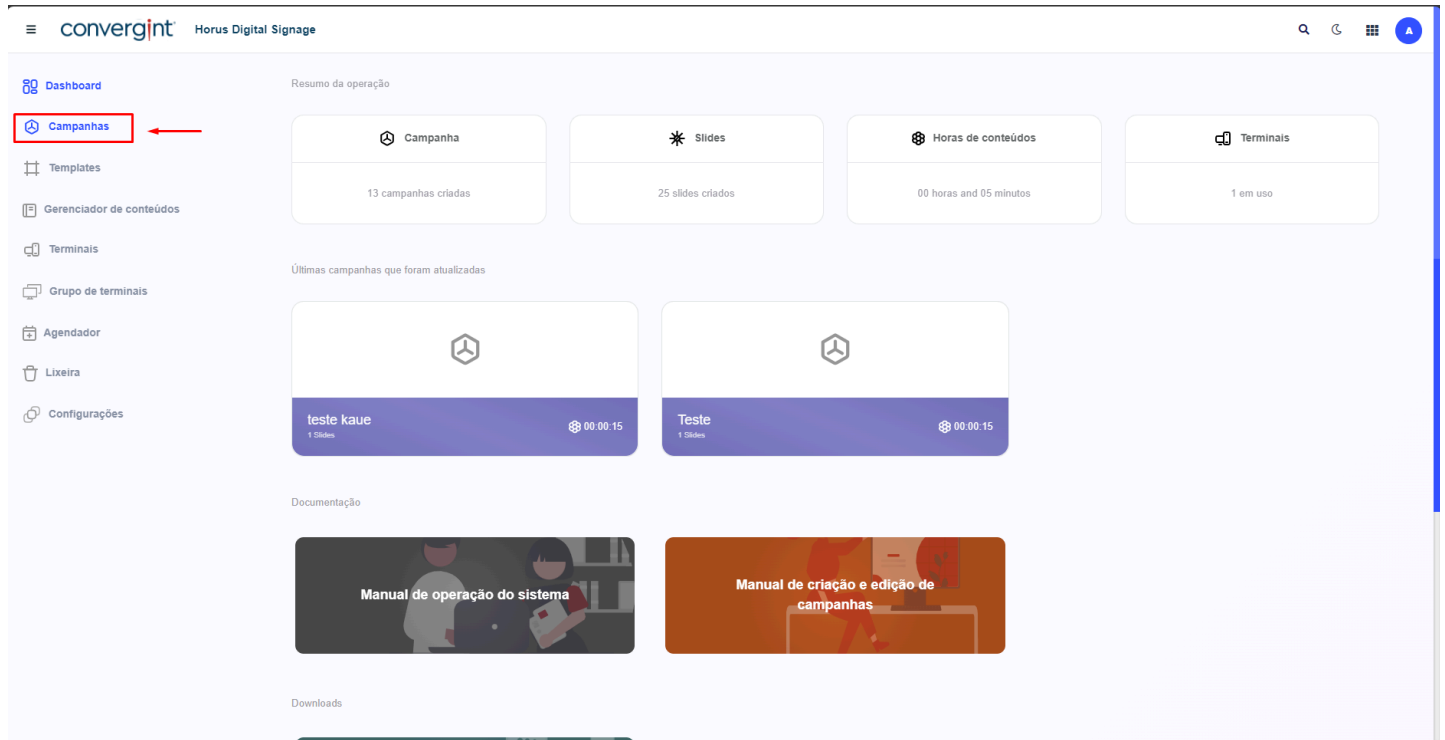 convergint Horus Digital Signage
A
Dashboard
Campanhas
Templates
Gerenciador de conteúdos
Terminais
Grupo de terminais
Agendador
Lixeira
Configurações
Resumo da operação
Campanha
13 campanhas criadas
Slides
25 slides criados
Horas de conteúdos
00 horas and 05 minutos
Terminais
1 em uso
Últimas campanhas que foram atualizadas
teste kaue
1 Slides
00:00:15
Teste
1 Slides
00:00:15
Documentação
Manual de operação do sistema
Manual de criação e edição de
campanhas
Downloads